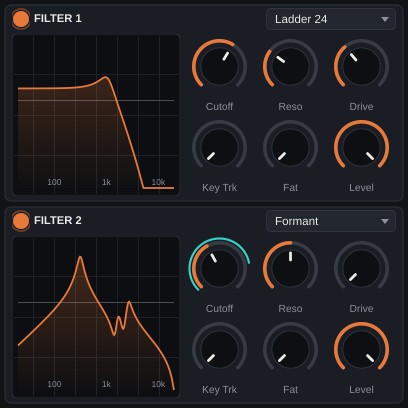 FILTER 1
Ladder 24
100 1k 10k
Cutoff Reso Drive
Key Trk Fat Level
FILTER 2
Formant
100 1k 10k
Cutoff Reso Drive
Key Trk Fat Level